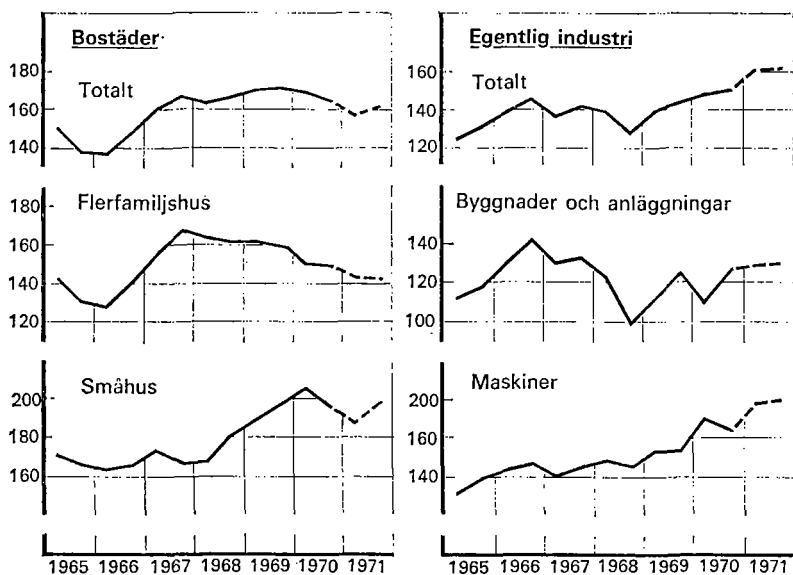 Bostäder
Totalt
180
160
140
Flerfamiljshus
180
160
140
120
Småhus
200
180
160
1965 1966 1967 1968 1969 1970 1971
Egentlig industri
Totalt
160
140
120
Byggnader och anläggningar
140
120
100
Maskiner
200
160
140
1965 1966 1967 1968 1969 1970 1971